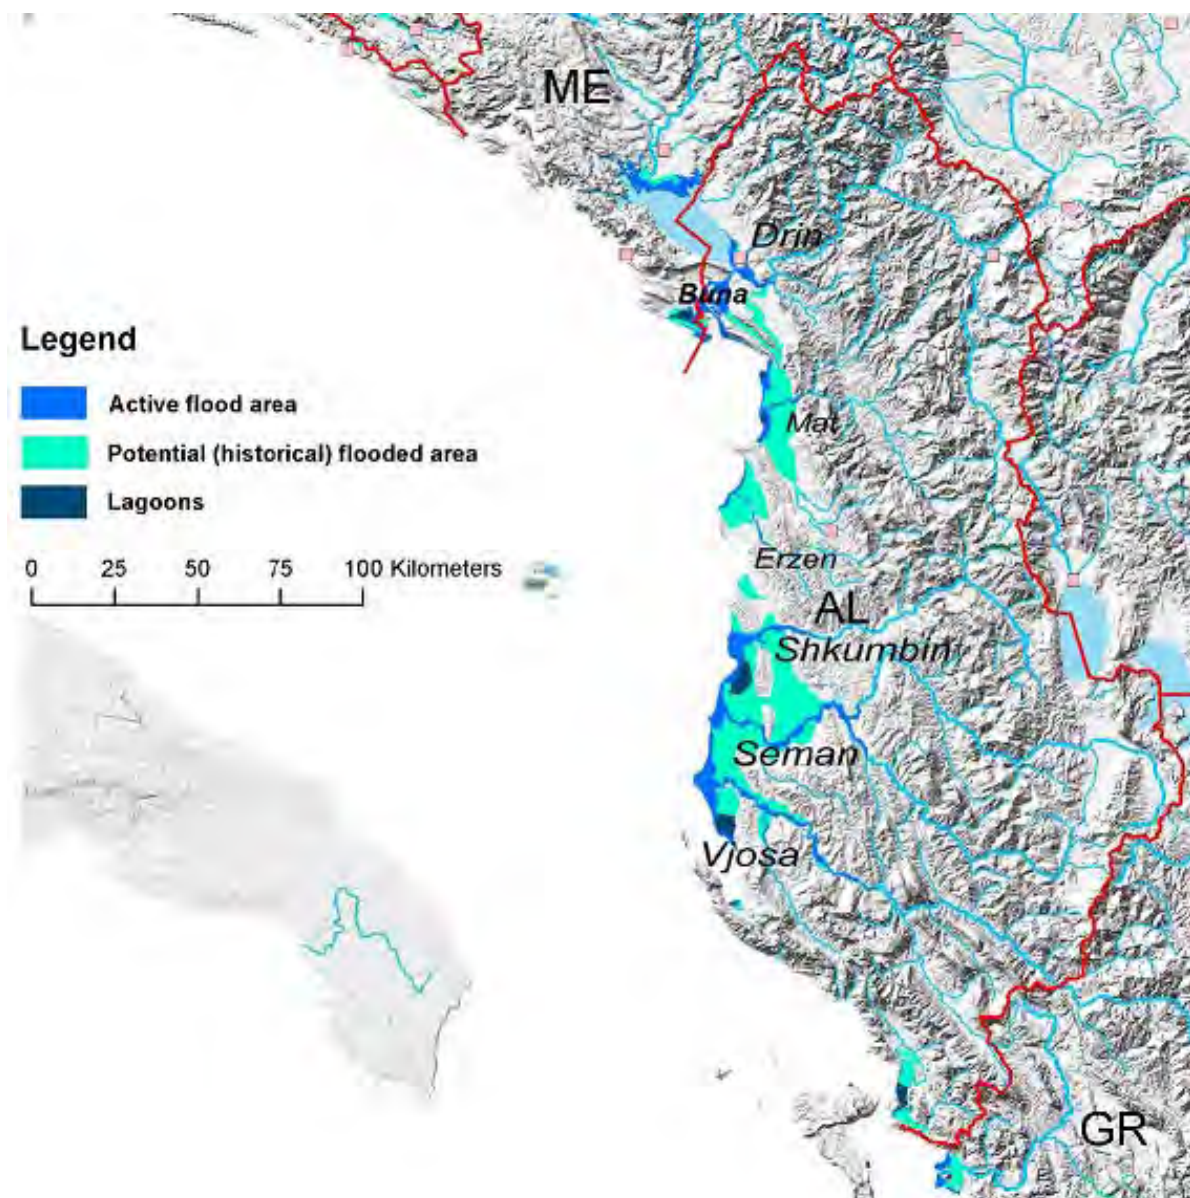 ME
Drin
Buna
Legend
Active flood area
Mat
Potential (historical) flooded area
Lagoons
Erzen
0 25 50 75 100 Kilometers
AL
Shkumbin
Seman
Vjosa
GR